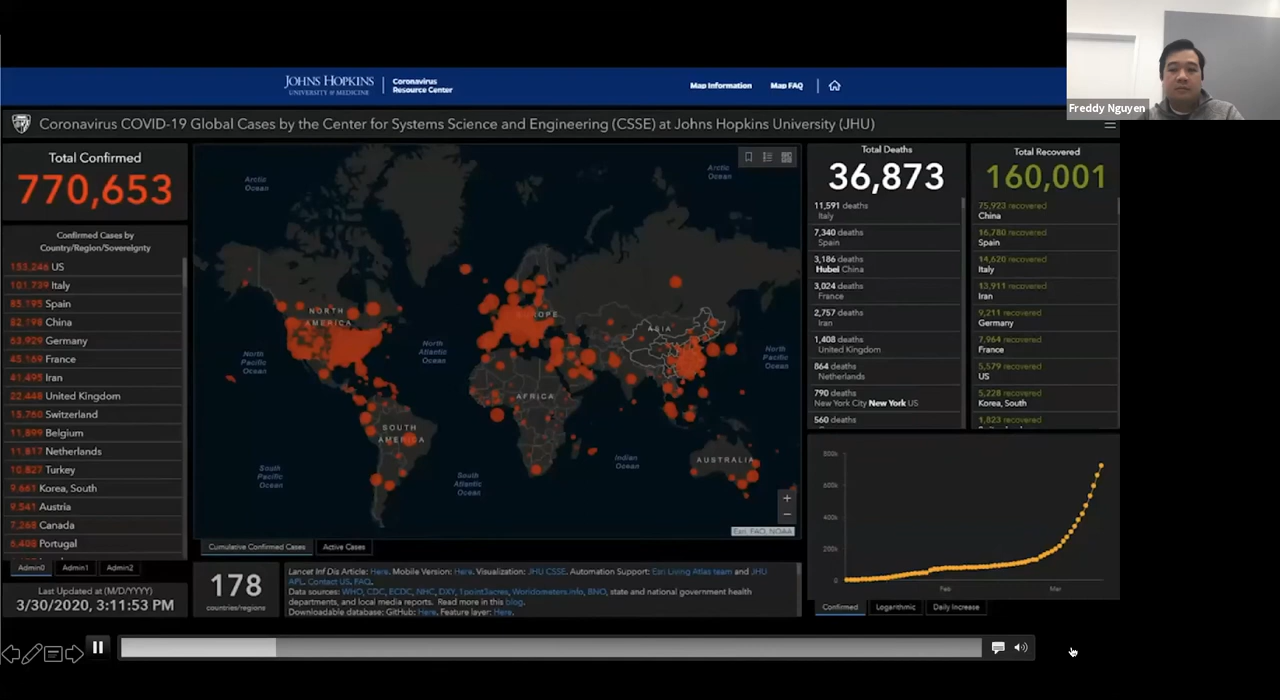 Freddy Nguyen
JOHNS HOPKINS
UNIVERSITY & MEDICINE
Coronavirus
Resource Center
Map Information
Map FAQ
Coronavirus COVID-19 Global Cases by the Center for Systems Science and Engineering (CSSE) at Johns Hopkins University (JHU)
Total Confirmed
770,653
Confirmed Cases by
Country/Region/Sovereignty
153,246 US
101,739 Italy
85,195 Spain
82,198 China
63,929 Germany
45,169 France
41,495 Iran
22,448 United Kingdom
15,760 Switzerland
11,899 Belgium
11,817 Netherlands
10,827 Turkey
9,661 Korea, South
9,541 Austria
7,268 Canada
6,408 Portugal
Admin0
Admin1
Admin2
Last Updated at (M/D/YYYY)
3/30/2020, 3:11:53 PM
Arctic
Ocean
Arctic
Ocean
NORTH
AMERICA
EUROPE
ASIA
North
Pacific
Ocean
North
Atlantic
Ocean
North
Pacific
Ocean
AFRICA
SOUTH
AMERICA
AUSTRALIA
Indian
Ocean
South
Pacific
Ocean
South
Atlantic
Ocean
+
−
Esri, FAO, NOAA
Cumulative Confirmed Cases
Active Cases
178
countries/regions
Lancet Inf Dis Article: Here. Mobile Version: Here. Visualization: JHU CSSE. Automation Support: Esri Living Atlas team and JHU
APL. Contact US. FAQ.
Data sources: WHO, CDC, ECDC, NHC, DXY, 1point3acres, Worldometers.info, BNO, state and national government health
departments, and local media reports. Read more in this blog.
Downloadable database: GitHub: Here. Feature layer: Here.
Total Deaths
36,873
11,591 deaths
Italy
7,340 deaths
Spain
3,186 deaths
Hubei China
3,024 deaths
France
2,757 deaths
Iran
1,408 deaths
United Kingdom
864 deaths
Netherlands
790 deaths
New York City New York US
560 deaths
Total Recovered
160,001
75,923 recovered
China
16,780 recovered
Spain
14,620 recovered
Italy
13,911 recovered
Iran
9,211 recovered
Germany
7,964 recovered
France
5,579 recovered
US
5,228 recovered
Korea, South
1,823 recovered
800k
600k
400k
200k
0
Feb
Mar
Confirmed
Logarithmic
Daily Increase